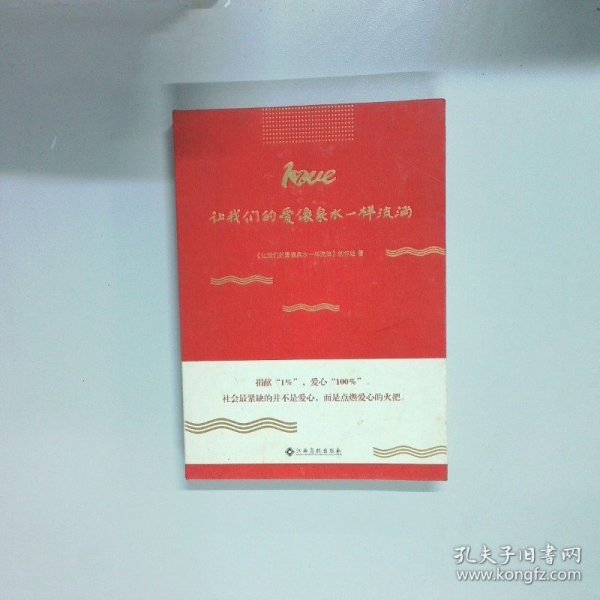 love
让我们的爱像泉水一样流淌
《让我们的爱像泉水一样流淌》 著
捐献“1%”，爱心“100%”。
社会最紧缺的并不是爱心，而是点燃爱心的火把。
江西高校出版社
孔夫子旧书网
www.kongfz.com